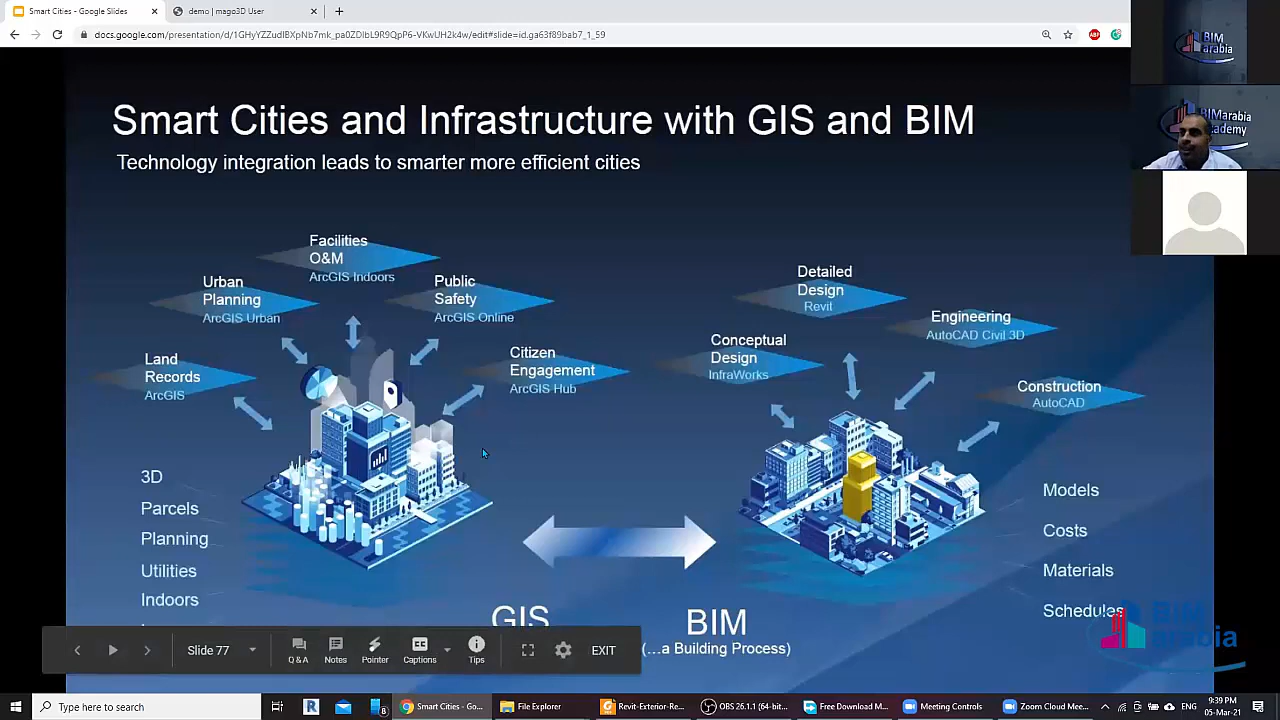 Smart Cities - Google Slides
demo | mago3D User
docs.google.com/presentation/d/1GHyYZZudIBXpNb7mk_pa0ZDIbL9R9QpP6-VKwUH2k4w/edit#slide=id.ga63f89bab7_1_59
BIM
arabia
BIMarabia
Academy
Smart Cities and Infrastructure with GIS and BIM
Technology integration leads to smarter more efficient cities
Facilities
O&M
ArcGIS Indoors
Urban
Planning
ArcGIS Urban
Public
Safety
ArcGIS Online
Land
Records
ArcGIS
Citizen
Engagement
ArcGIS Hub
Detailed
Design
Revit
Engineering
AutoCAD Civil 3D
Conceptual
Design
InfraWorks
Construction
AutoCAD
3D
Parcels
Planning
Utilities
Indoors
Models
Costs
Materials
Schedules
GIS
BIM
(...a Building Process)
BIM
arabia
Slide 77
Q & A
Notes
Pointer
Captions
Tips
EXIT
Type here to search
Smart Cities - Go...
File Explorer
Revit-Exterior-Re...
OBS 26.1.1 (64-bit...
Free Download M...
Meeting Controls
Zoom Cloud Mee...
9:39 PM
05-Mar-21